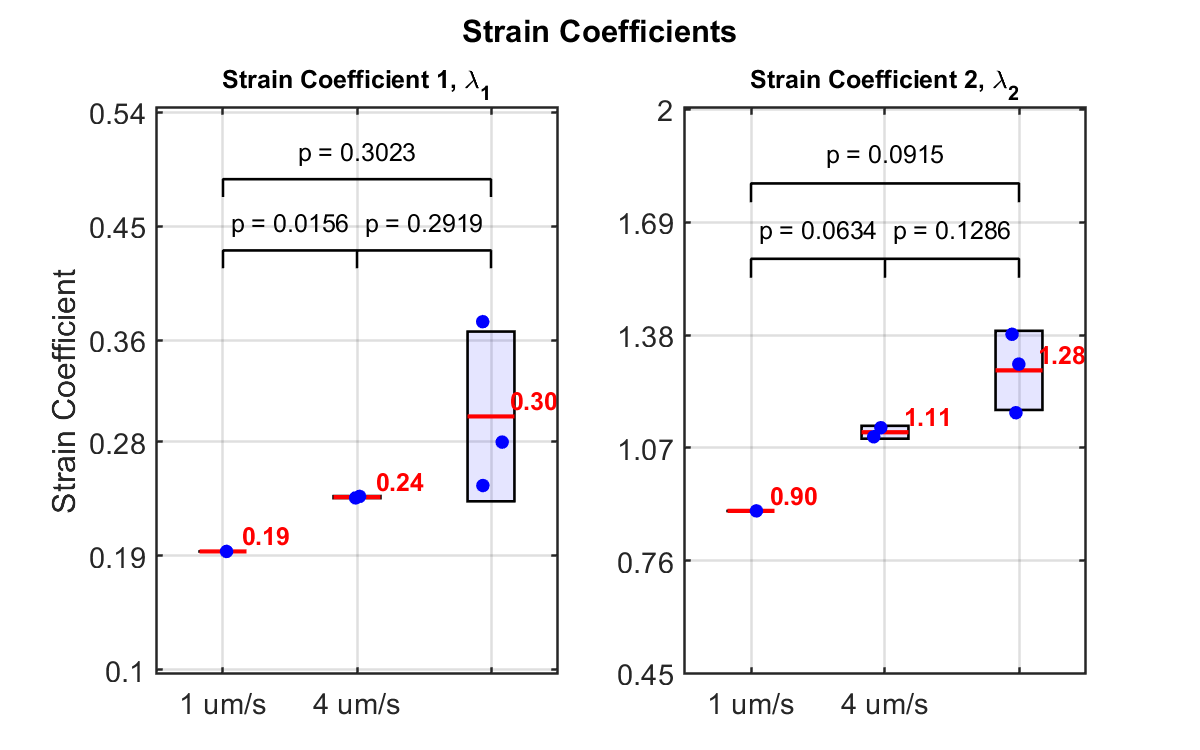 Strain Coefficients
Strain Coefficient 1, λ1
Strain Coefficient
0.54
0.45
0.36
0.28
0.19
0.1
p = 0.3023
p = 0.0156
p = 0.2919
0.19
0.24
0.30
1 um/s
4 um/s
Strain Coefficient 2, λ2
2
1.69
1.38
1.07
0.76
0.45
p = 0.0915
p = 0.0634
p = 0.1286
0.90
1.11
1.28
1 um/s
4 um/s